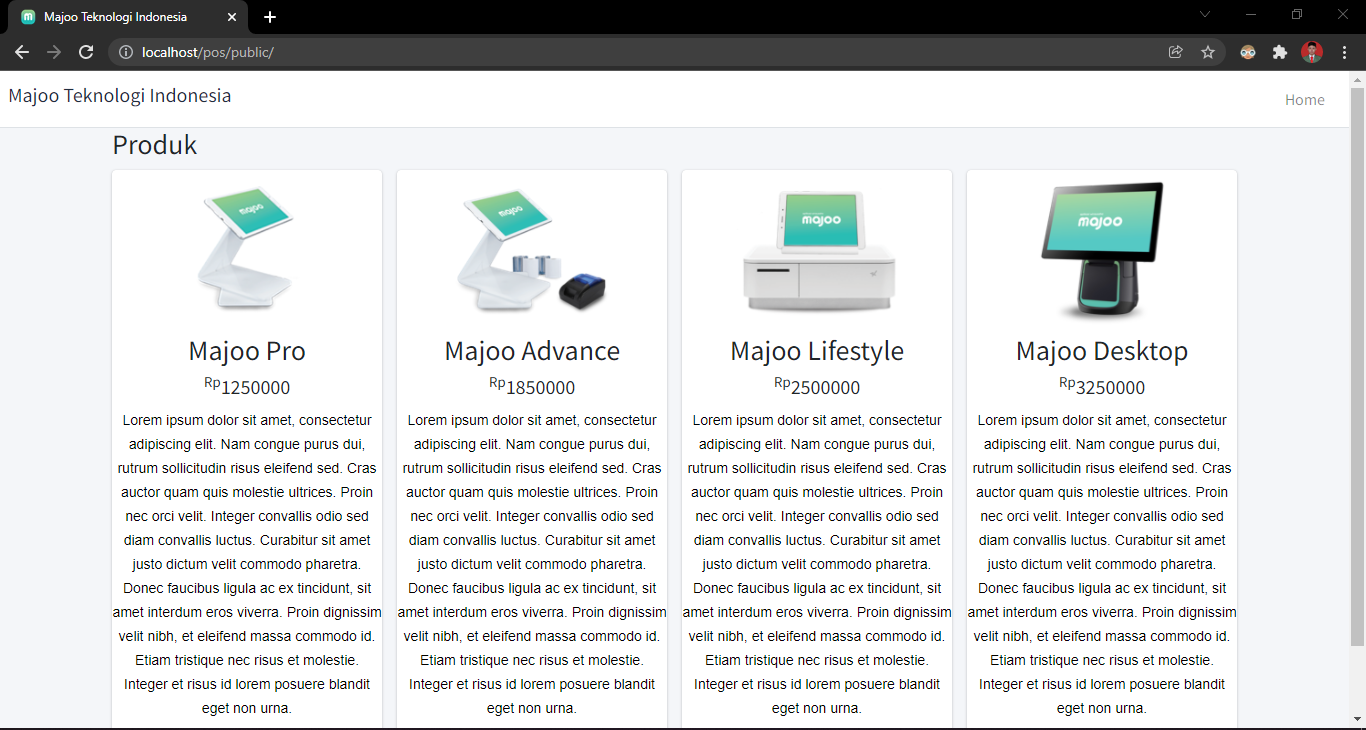 Majoo Teknologi Indonesia
localhost/pos/public/
Majoo Teknologi Indonesia
Home
Produk
majoo
majoo
majoo
majoo
Majoo Pro
Rp1250000
Lorem ipsum dolor sit amet, consectetur
adipiscing elit. Nam congue purus dui,
rutrum sollicitudin risus eleifend sed. Cras
auctor quam quis molestie ultrices. Proin
nec orci velit. Integer convallis odio sed
diam convallis luctus. Curabitur sit amet
justo dictum velit commodo pharetra.
Donec faucibus ligula ac ex tincidunt, sit
amet interdum eros viverra. Proin dignissim
velit nibh, et eleifend massa commodo id.
Etiam tristique nec risus et molestie.
Integer et risus id lorem posuere blandit
eget non urna.
Majoo Advance
Rp1850000
Lorem ipsum dolor sit amet, consectetur
adipiscing elit. Nam congue purus dui,
rutrum sollicitudin risus eleifend sed. Cras
auctor quam quis molestie ultrices. Proin
nec orci velit. Integer convallis odio sed
diam convallis luctus. Curabitur sit amet
justo dictum velit commodo pharetra.
Donec faucibus ligula ac ex tincidunt, sit
amet interdum eros viverra. Proin dignissim
velit nibh, et eleifend massa commodo id.
Etiam tristique nec risus et molestie.
Integer et risus id lorem posuere blandit
eget non urna.
Majoo Lifestyle
Rp2500000
Lorem ipsum dolor sit amet, consectetur
adipiscing elit. Nam congue purus dui,
rutrum sollicitudin risus eleifend sed. Cras
auctor quam quis molestie ultrices. Proin
nec orci velit. Integer convallis odio sed
diam convallis luctus. Curabitur sit amet
justo dictum velit commodo pharetra.
Donec faucibus ligula ac ex tincidunt, sit
amet interdum eros viverra. Proin dignissim
velit nibh, et eleifend massa commodo id.
Etiam tristique nec risus et molestie.
Integer et risus id lorem posuere blandit
eget non urna.
Majoo Desktop
Rp3250000
Lorem ipsum dolor sit amet, consectetur
adipiscing elit. Nam congue purus dui,
rutrum sollicitudin risus eleifend sed. Cras
auctor quam quis molestie ultrices. Proin
nec orci velit. Integer convallis odio sed
diam convallis luctus. Curabitur sit amet
justo dictum velit commodo pharetra.
Donec faucibus ligula ac ex tincidunt, sit
amet interdum eros viverra. Proin dignissim
velit nibh, et eleifend massa commodo id.
Etiam tristique nec risus et molestie.
Integer et risus id lorem posuere blandit
eget non urna.